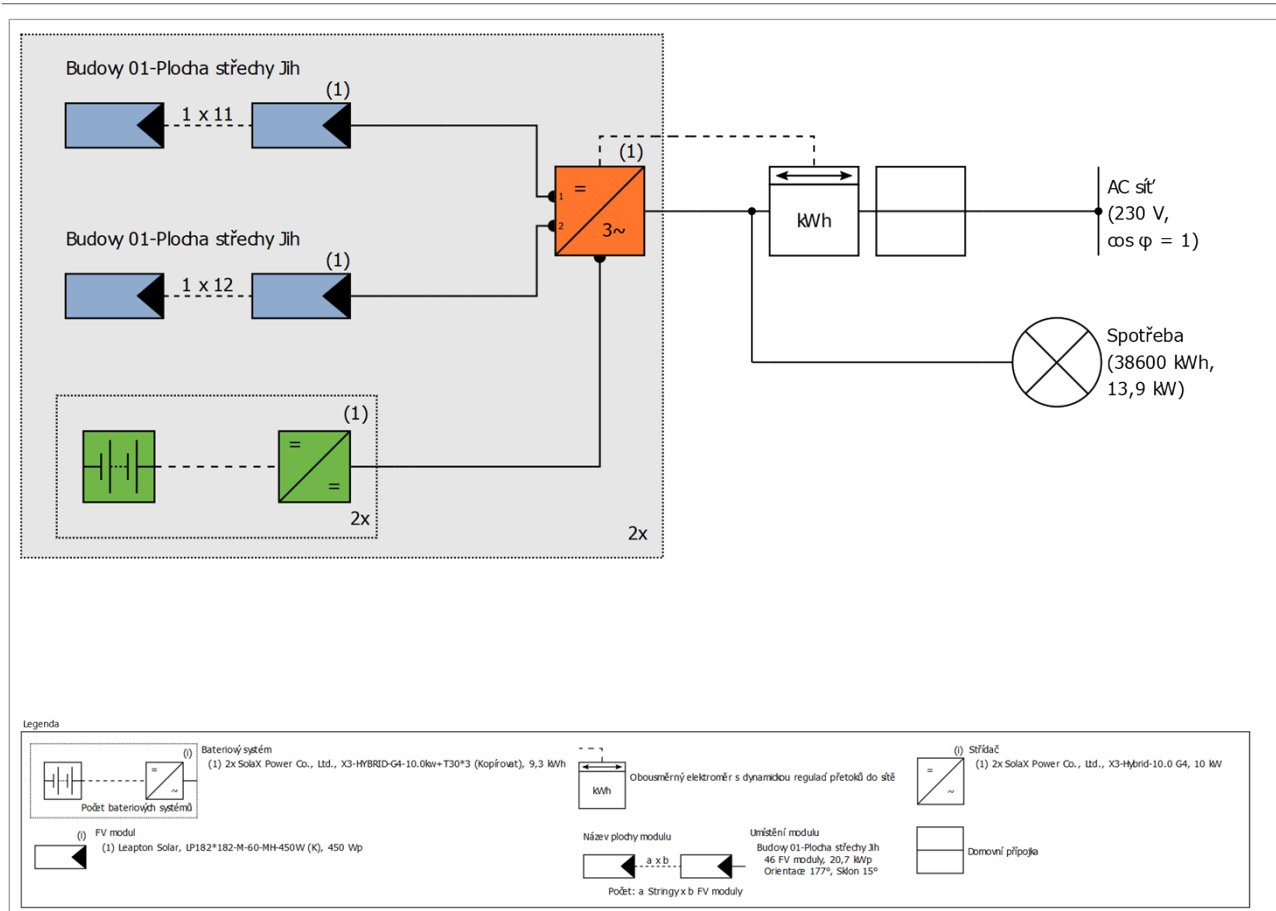 Budovy 01-Plocha střechy Jih
(1)
1 x 11
(1)
=
3~
1
2
kWh
AC síť
(230 V,
cos φ = 1)
Budovy 01-Plocha střechy Jih
(1)
1 x 12
Spotřeba
(38600 kWh,
13,9 kW)
(1)
=
=
2x
2x
Legenda
(i)
Bateriový systém
(1) 2x SolaX Power Co., Ltd., X3-HYBRID-G4-10.0kw+T30*3 (Kopírovat), 9,3 kWh
=
~
Počet bateriových systémů
kWh
Obousměrný elektroměr s dynamickou regulací přetoků do sítě
(i) Střídač
(1) 2x SolaX Power Co., Ltd., X3-Hybrid-10.0 G4, 10 kW
=
~
(i) FV modul
(1) Leapton Solar, LP182*182-M-60-MH-450W (K), 450 Wp
Název plochy modulu
a x b
Počet: a Stringy x b FV moduly
Umístění modulu
Budovy 01-Plocha střechy Jih
46 FV moduly, 20,7 kWp
Orientace 177°, Sklon 15°
Domovní přípojka